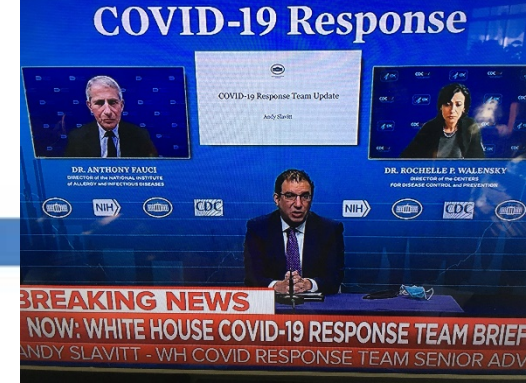 COVID-19 Response
COVID-19 Response Team Update
Andy Slavitt
DR. ANTHONY FAUCI
DIRECTOR of the NATIONAL INSTITUTE
of ALLERGY and INFECTIOUS DISEASES
DR. ROCHELLE P. WALENSKY
DIRECTOR of the CENTERS
FOR DISEASE CONTROL and PREVENTION
NIH
CDC
NIH
CDC
BREAKING NEWS
NOW: WHITE HOUSE COVID-19 RESPONSE TEAM BRIEF
ANDY SLAVITT - WH COVID RESPONSE TEAM SENIOR ADV